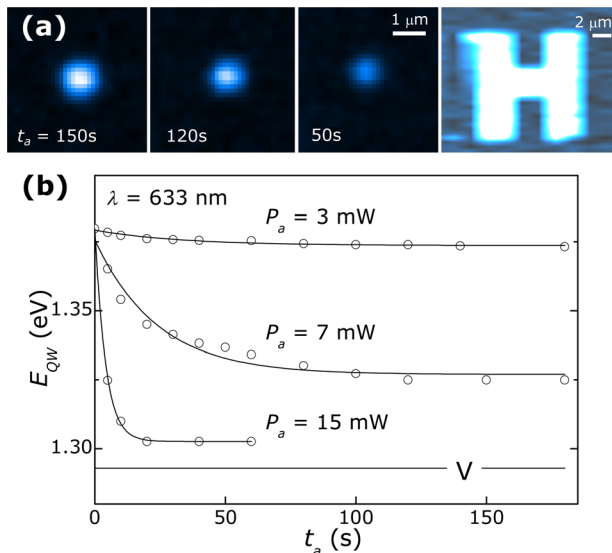 (a)
1 μm
2 μm
t_a = 150s
120s
50s
H
(b)
λ = 633 nm
P_a = 3 mW
P_a = 7 mW
P_a = 15 mW
V
E_QW (eV)
1.35
1.30
0
50
100
150
t_a (s)